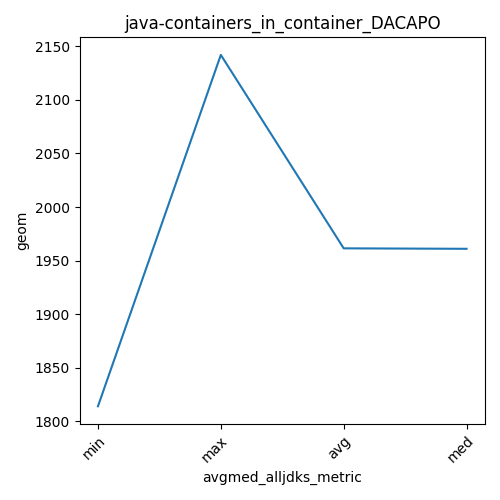 java-containers_in_container_DACAPO
geom
2150
2100
2050
2000
1950
1900
1850
1800
min
max
avg
med
avgmed_alljdks_metric